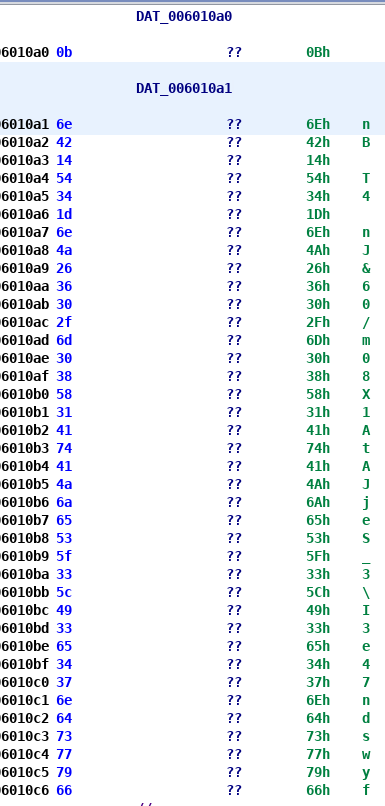 DAT_006010a0
06010a0 0b ?? 0Bh
DAT_006010a1
06010a1 6e ?? 6Eh n
06010a2 42 ?? 42h B
06010a3 14 ?? 14h
06010a4 54 ?? 54h T
06010a5 34 ?? 34h 4
06010a6 1d ?? 1Dh
06010a7 6e ?? 6Eh n
06010a8 4a ?? 4Ah J
06010a9 26 ?? 26h &
06010aa 36 ?? 36h 6
06010ab 30 ?? 30h 0
06010ac 2f ?? 2Fh /
06010ad 6d ?? 6Dh m
06010ae 30 ?? 30h 0
06010af 38 ?? 38h 8
06010b0 58 ?? 58h X
06010b1 31 ?? 31h 1
06010b2 41 ?? 41h A
06010b3 74 ?? 74h t
06010b4 41 ?? 41h A
06010b5 4a ?? 4Ah J
06010b6 6a ?? 6Ah j
06010b7 65 ?? 65h e
06010b8 53 ?? 53h S
06010b9 5f ?? 5Fh _
06010ba 33 ?? 33h 3
06010bb 5c ?? 5Ch \
06010bc 49 ?? 49h I
06010bd 33 ?? 33h 3
06010be 65 ?? 65h e
06010bf 34 ?? 34h 4
06010c0 37 ?? 37h 7
06010c1 6e ?? 6Eh n
06010c2 64 ?? 64h d
06010c3 73 ?? 73h s
06010c4 77 ?? 77h w
06010c5 79 ?? 79h y
06010c6 66 ?? 66h f